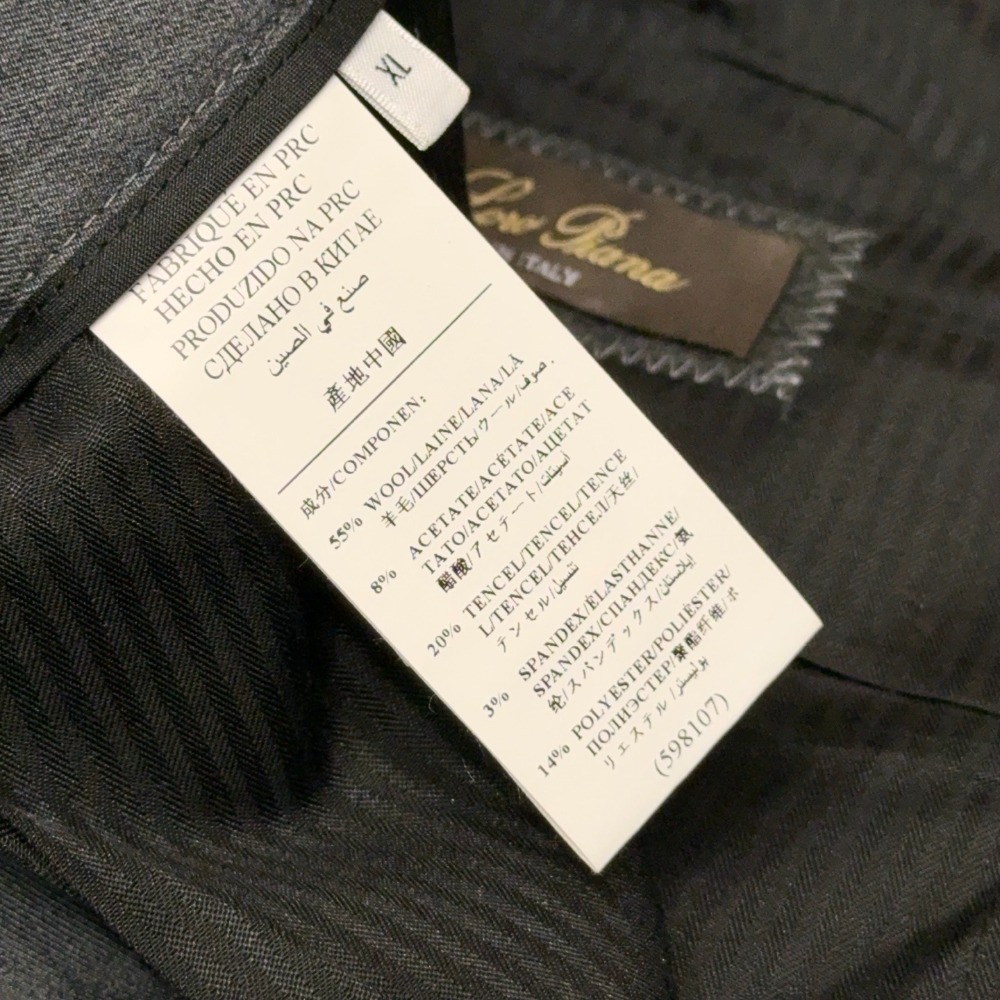 XL
FABRIQUÉ EN PRC
HECHO EN PRC
PRODUZIDO NA PRC
СДЕЛАНО В КИТАЕ
صنع في الصين
產地中國
成分/COMPONEN:
55% WOOL/LAINE/LANA/LÃ
羊毛/ШЕРСТЬ/ウール/صوف.
8% ACETATE/ACÉTATE/ACE
TATO/ACETATO/АЦЕТАТ
醋酸/アセテート/اسيتات
20% TENCEL/TENCEL/TENCE
L/TENCEL/ТЕНСЕЛ/天丝/
テンセル/تنسيل
3% SPANDEX/ÉLASTHANNE/
SPANDEX/СПАНДЕКС/氨
纶/スパンデックス/إيلاستان
14% POLYESTER/POLIÉSTER/
ПОЛИЭСТЕР/聚酯纤维/ポ
リエステル/بوليستر
(598107)
Loro Piana
ITALY